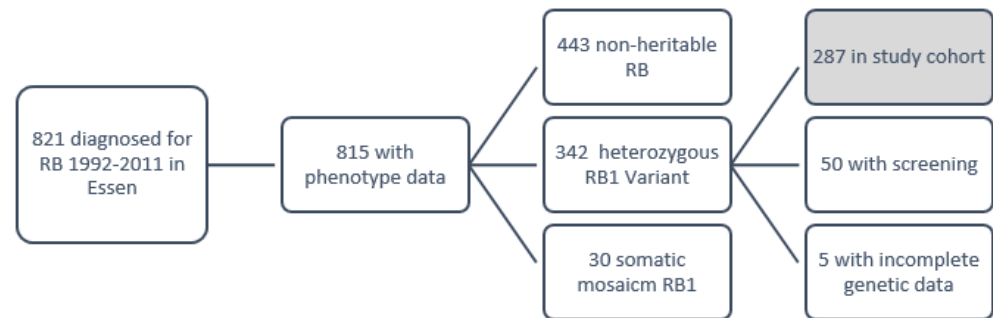 821 diagnosed for
RB 1992-2011 in
Essen
815 with
phenotype data
443 non-heritable
RB
342 heterozygous
RB1 Variant
30 somatic
mosaicm RB1
287 in study cohort
50 with screening
5 with incomplete
genetic data